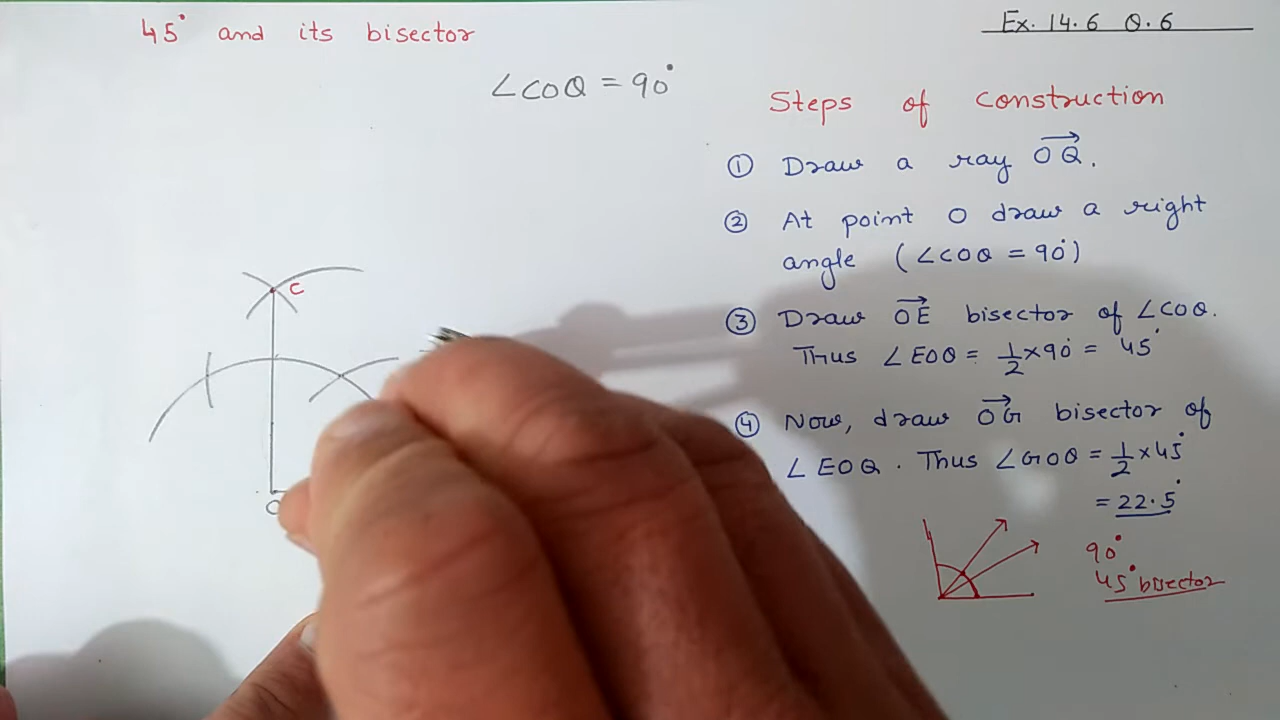 45° and its bisector
Ex. 14.6 Q.6
∠COQ = 90°
Steps of construction
① Draw a ray →OQ.
② At point O draw a right
angle (∠COQ = 90°)
③ Draw →OE bisector of ∠COQ.
Thus ∠EOQ = 1/2 × 90° = 45°
④ Now, draw →OG bisector of
∠EOQ. Thus ∠GOQ = 1/2 × 45°
= 22.5°
90°
45° bisector
C
O